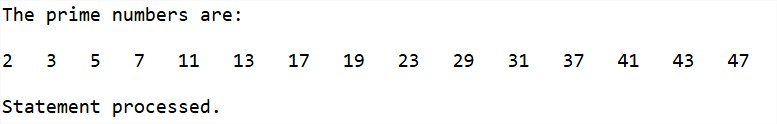 The prime numbers are:
2 3 5 7 11 13 17 19 23 29 31 37 41 43 47
Statement processed.